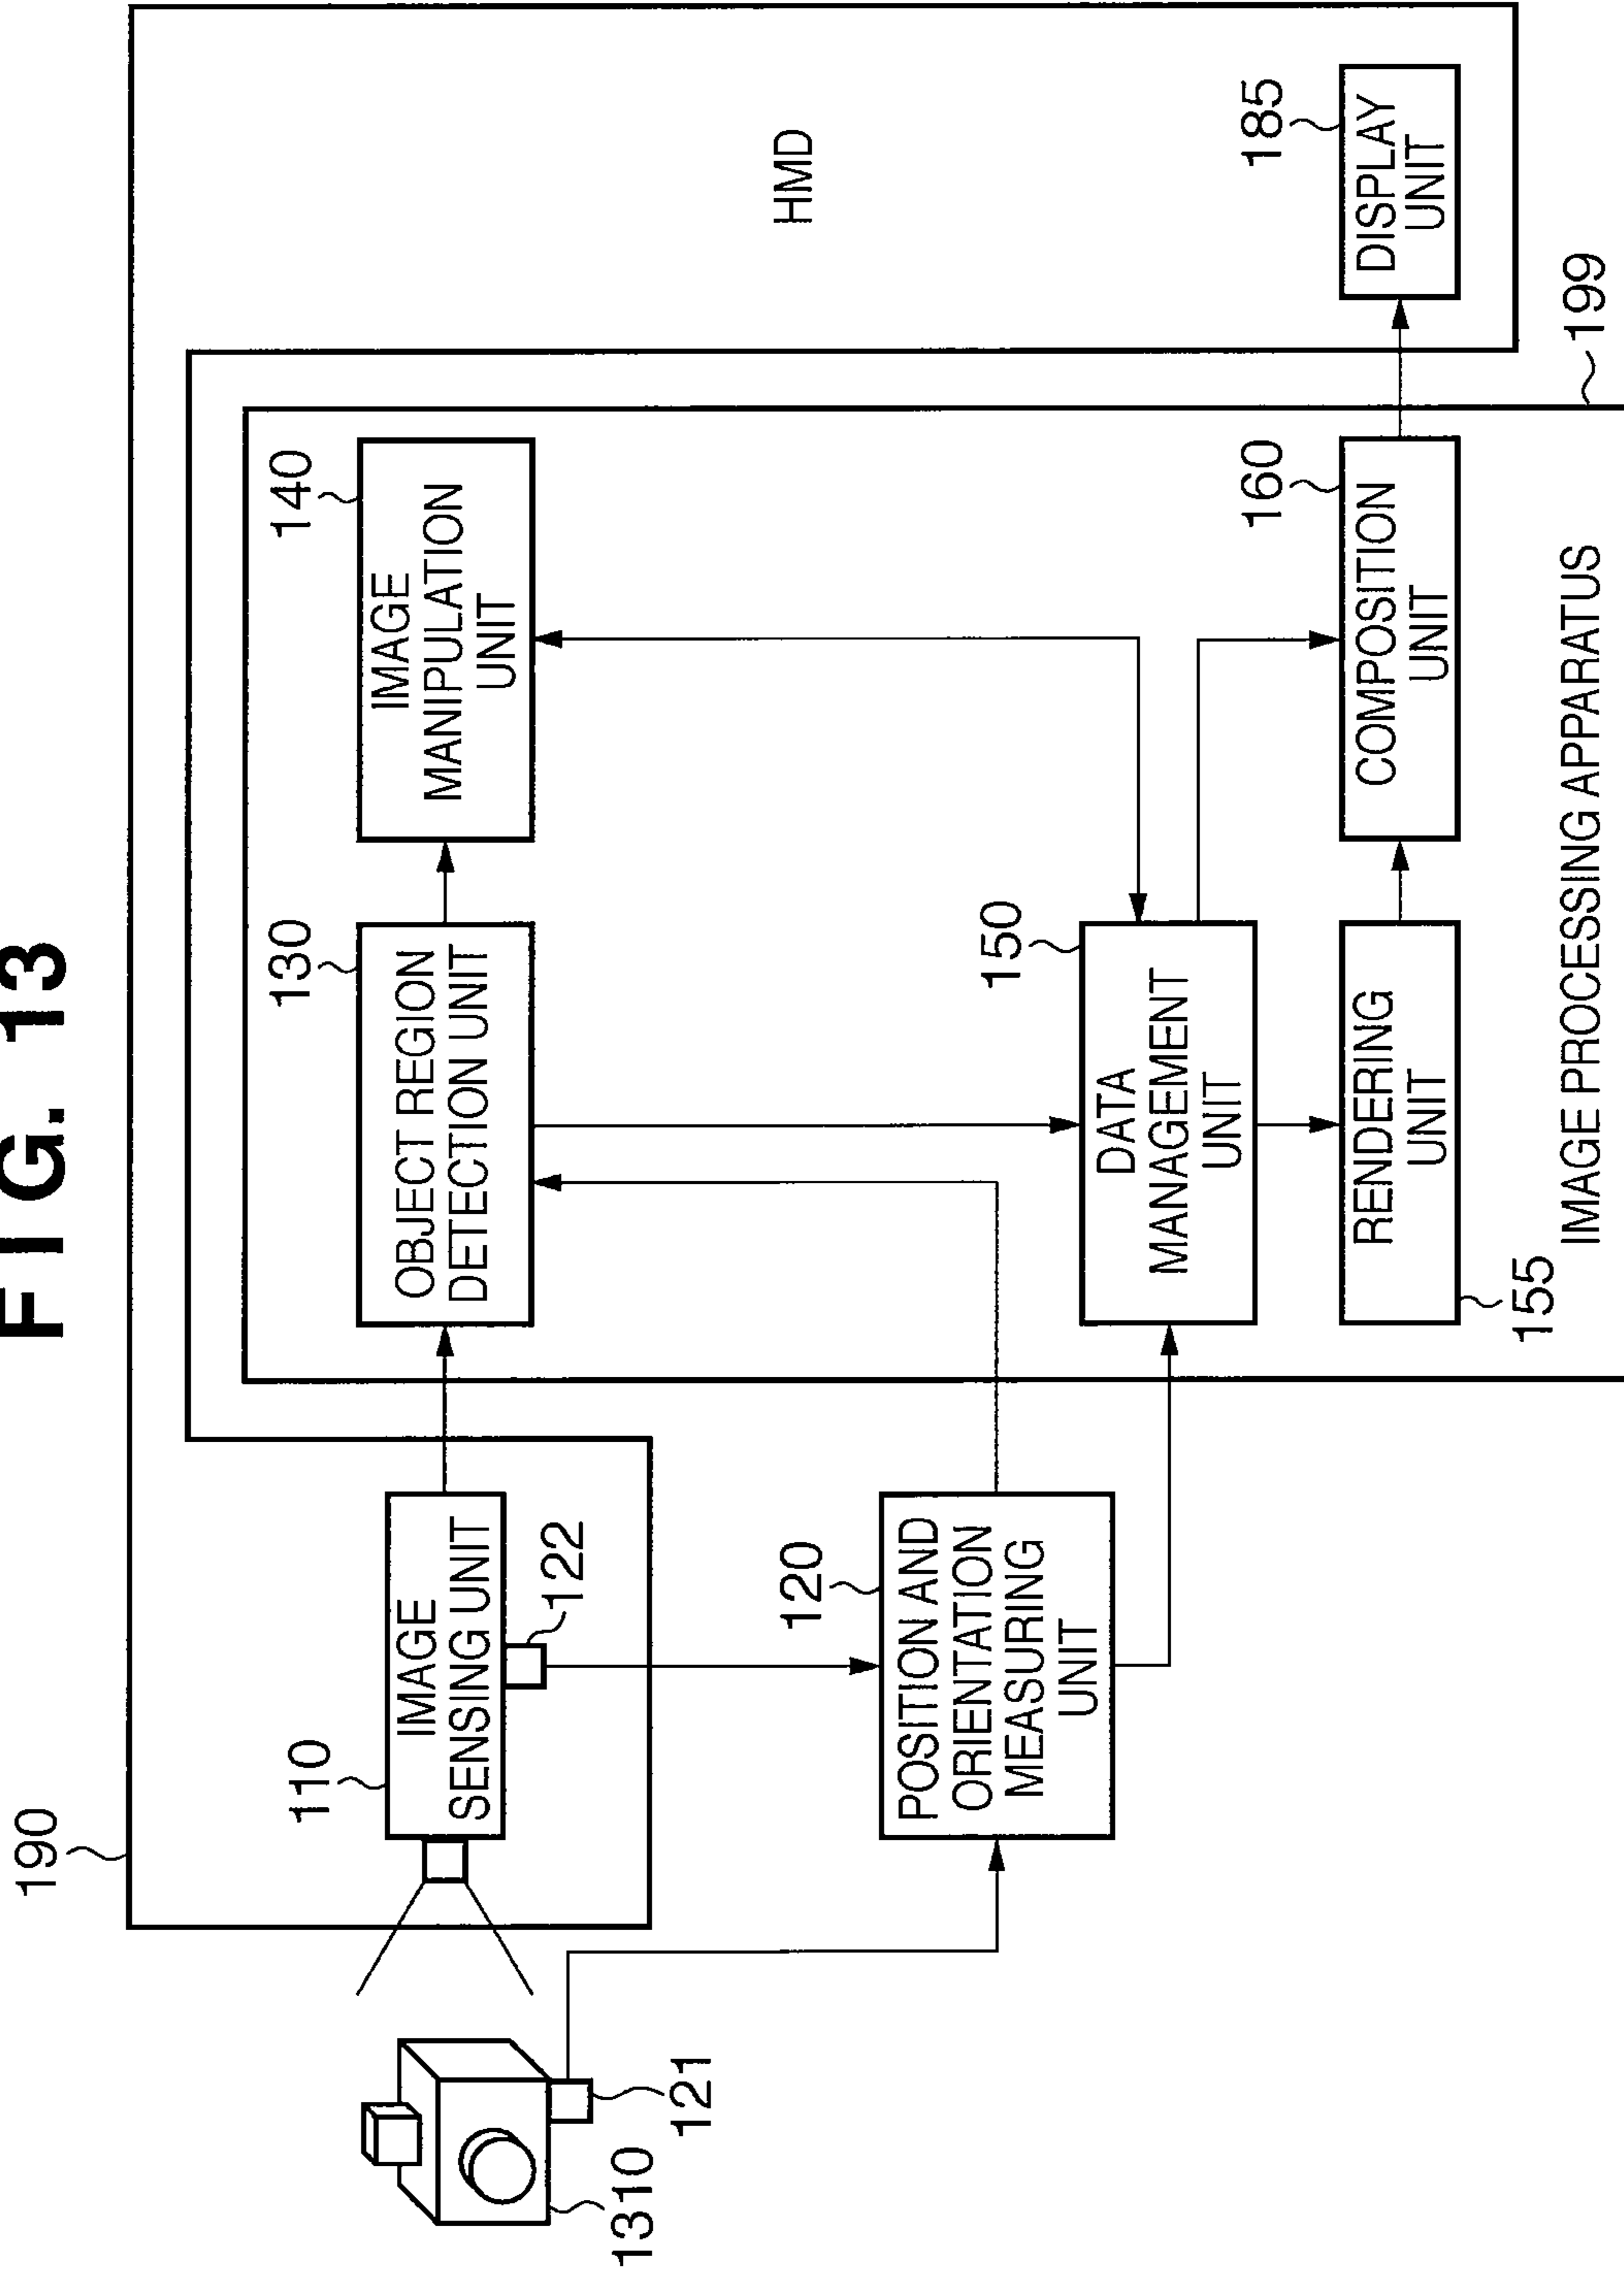 FIG. 13
190
HMD
110
IMAGE
SENSING UNIT
122
130
OBJECT REGION
DETECTION UNIT
140
IMAGE
MANIPULATION
UNIT
1310
121
120
POSITION AND
ORIENTATION
MEASURING
UNIT
150
DATA
MANAGEMENT
UNIT
155
RENDERING
UNIT
160
COMPOSITION
UNIT
185
DISPLAY
UNIT
IMAGE PROCESSING APPARATUS
199